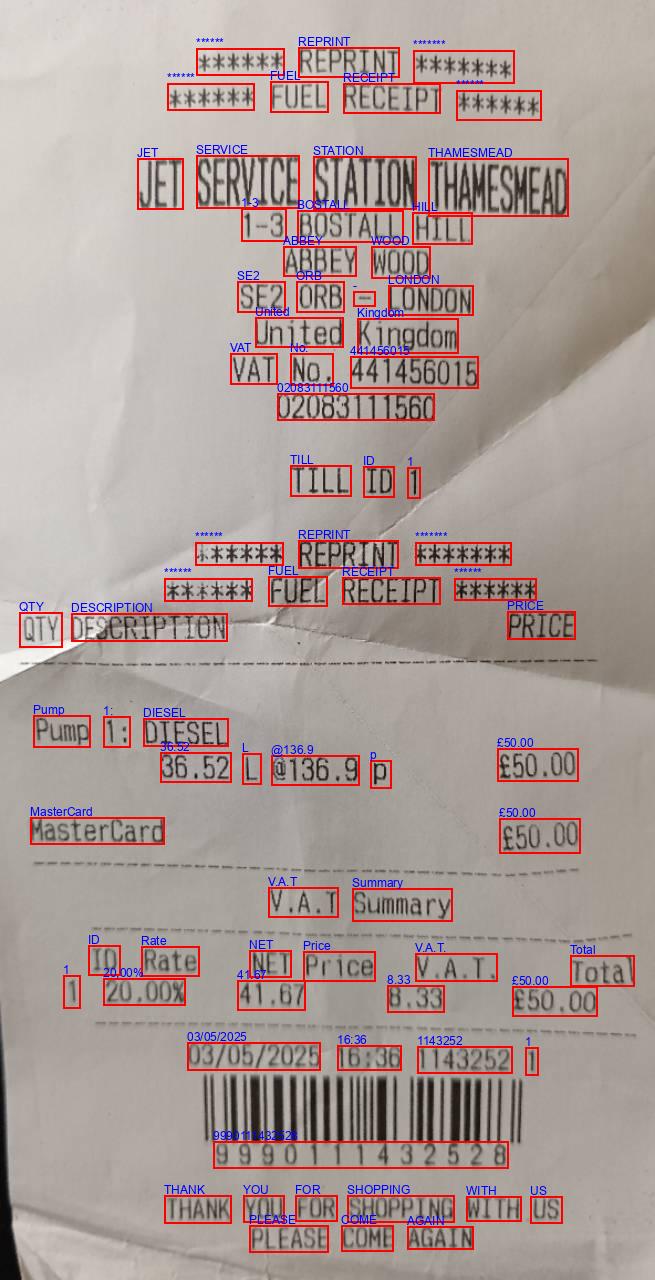 ****** REPRINT *******
****** FUEL RECEIPT ******
JET SERVICE STATION THAMESMEAD
1-3 BOSTALL HILL
ABBEY WOOD
SE2 ORB - LONDON
United Kingdom
VAT No. 441456015
02083111560
TILL ID 1
****** REPRINT *******
****** FUEL RECEIPT ******
QTY DESCRIPTION PRICE
Pump 1: DIESEL
36.52 L @136.9 p £50.00
MasterCard £50.00
V.A.T Summary
ID Rate NET Price V.A.T. Total
1 20.00% 41.67 8.33 £50.00
03/05/2025 16:36 1143252 1
9990111432528
THANK YOU FOR SHOPPING WITH US
PLEASE COME AGAIN